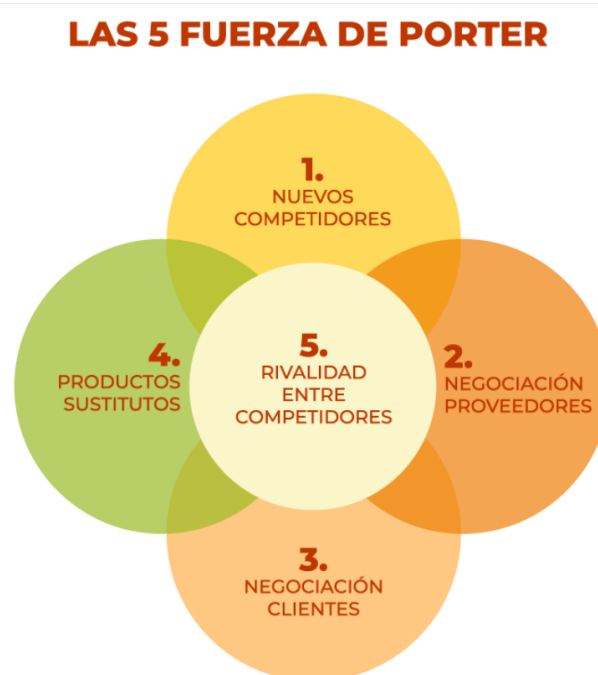 LAS 5 FUERZA DE PORTER
1.
NUEVOS
COMPETIDORES
2.
NEGOCIACIÓN
PROVEEDORES
3.
NEGOCIACIÓN
CLIENTES
4.
PRODUCTOS
SUSTITUTOS
5.
RIVALIDAD
ENTRE
COMPETIDORES